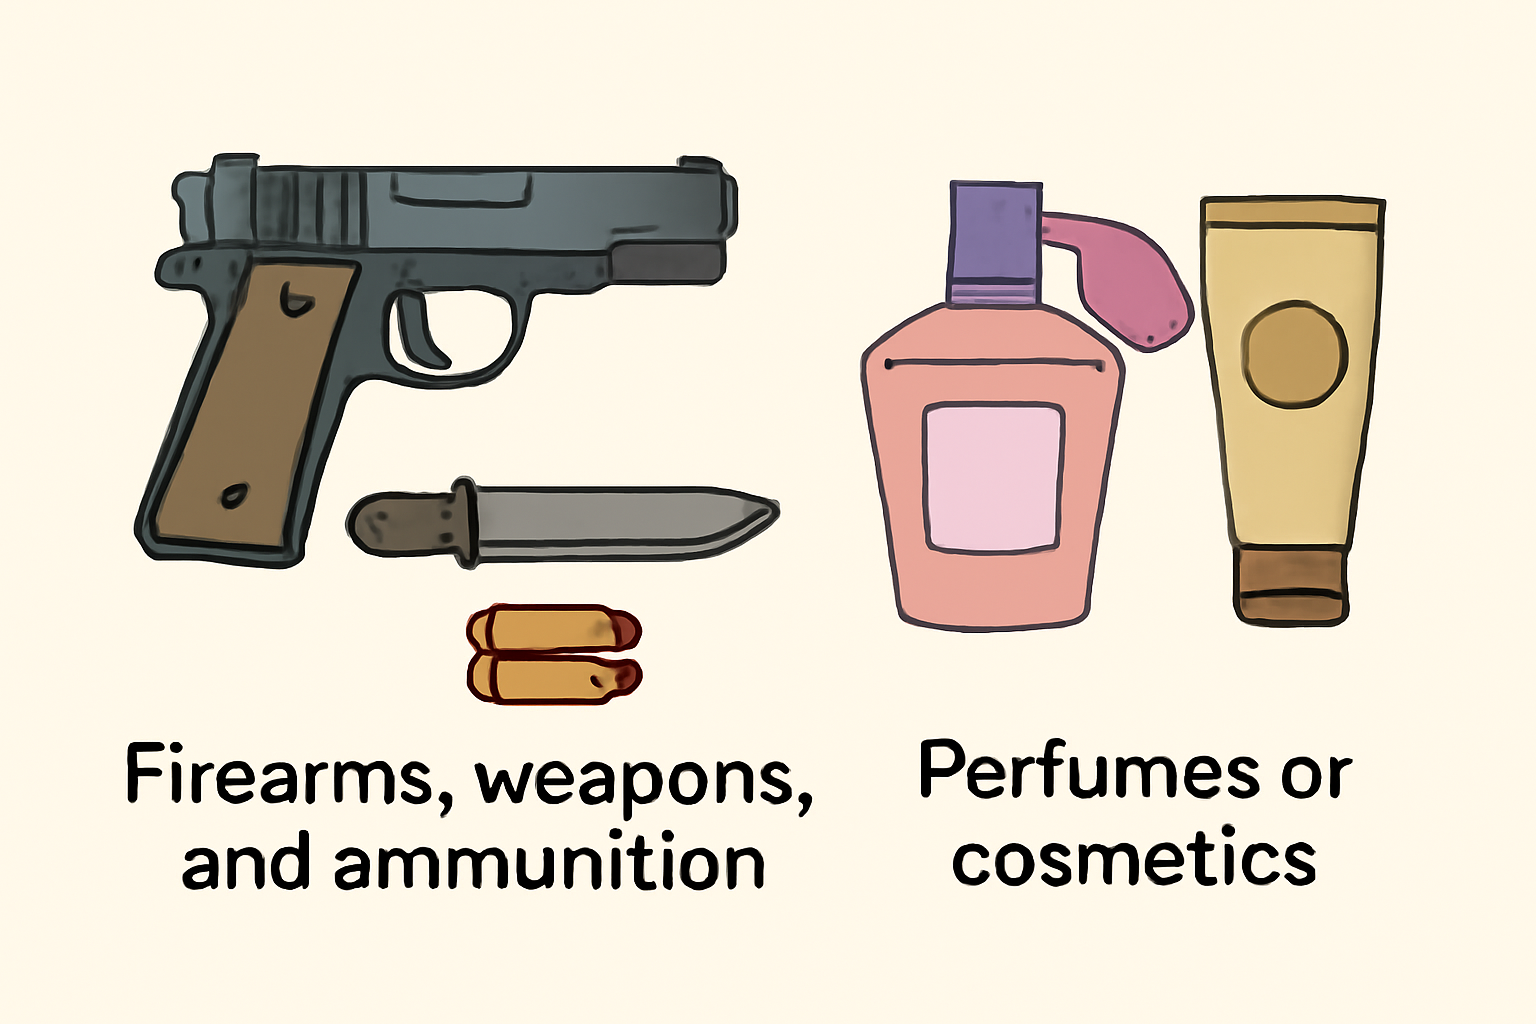 Firearms, weapons,
and ammunition
Perfumes or
cosmetics